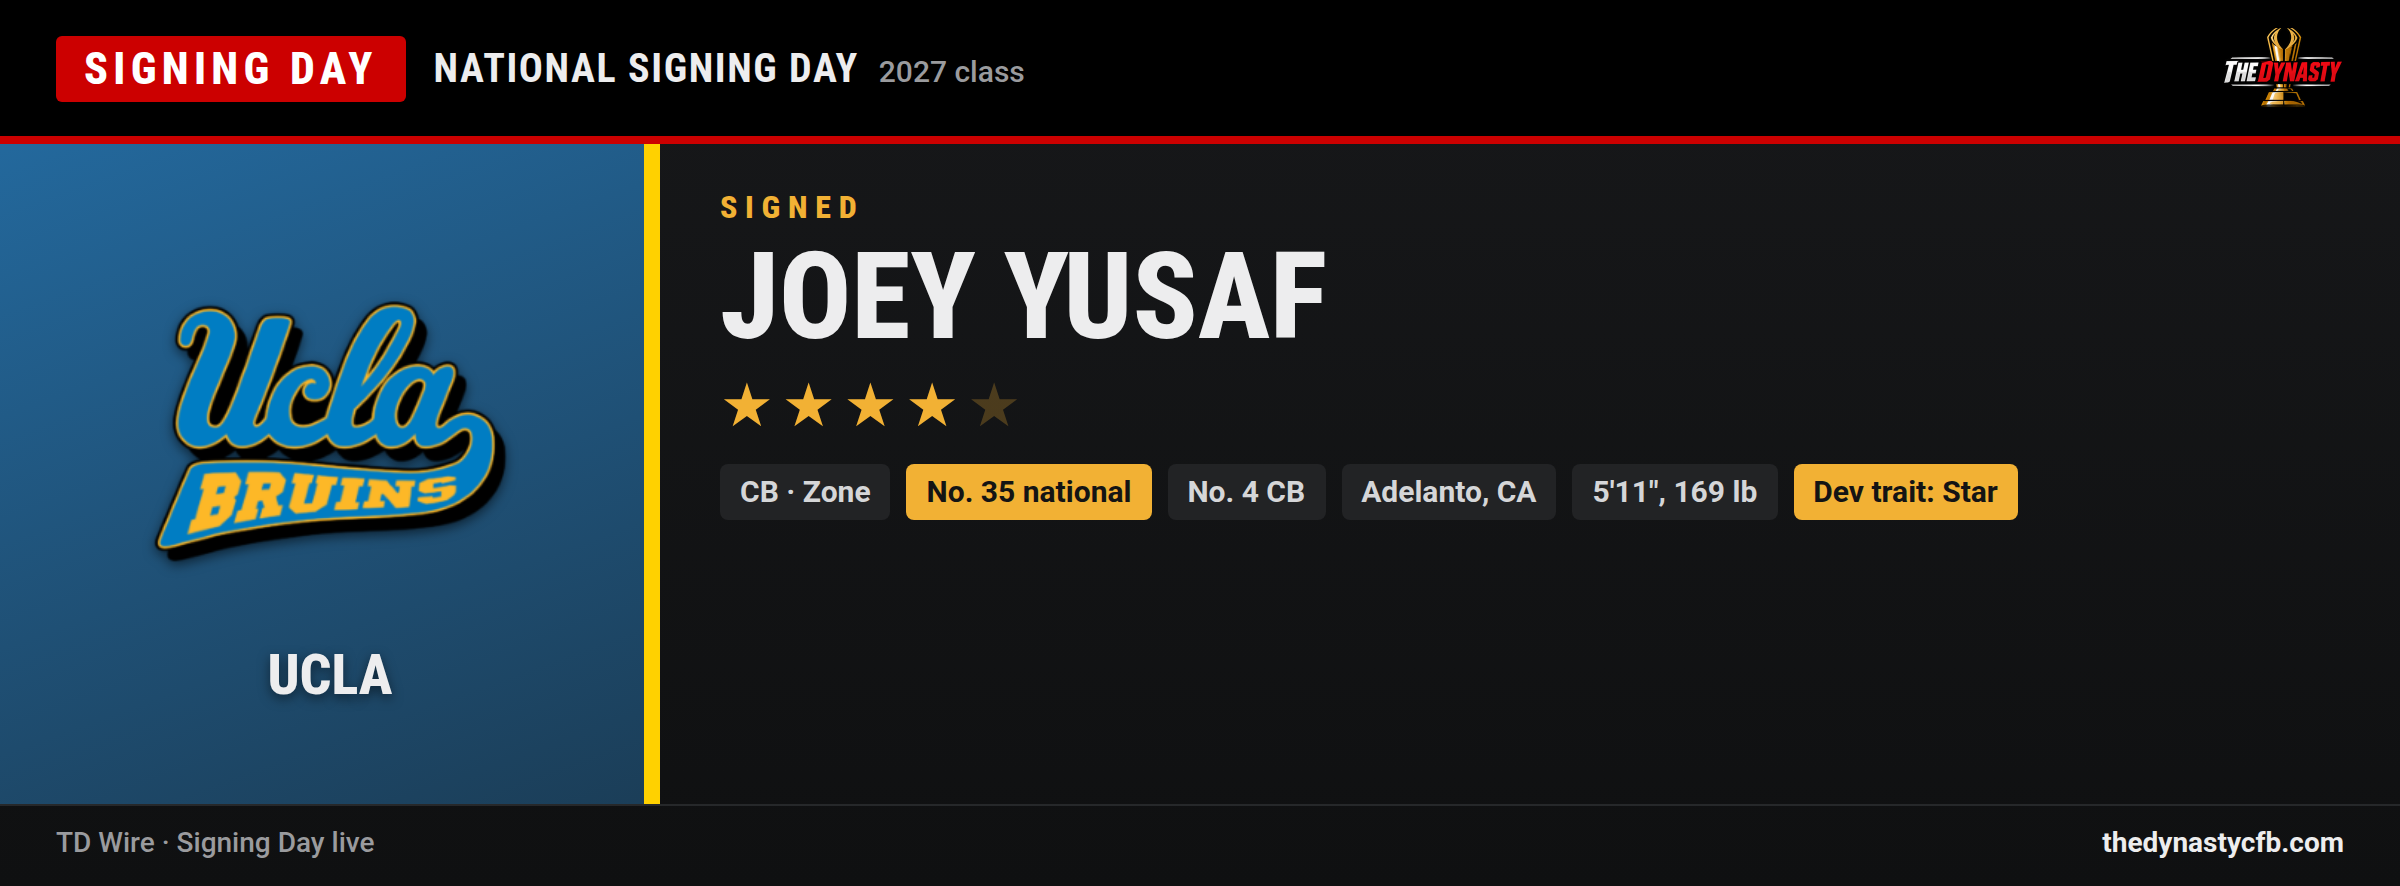 SIGNING DAY NATIONAL SIGNING DAY 2027 class
THE DYNASTY
Ucla
BRUINS
UCLA
SIGNED
JOEY YUSAF
CB · Zone No. 35 national No. 4 CB Adelanto, CA 5'11", 169 lb Dev trait: Star
TD Wire · Signing Day live
thedynastycfb.com